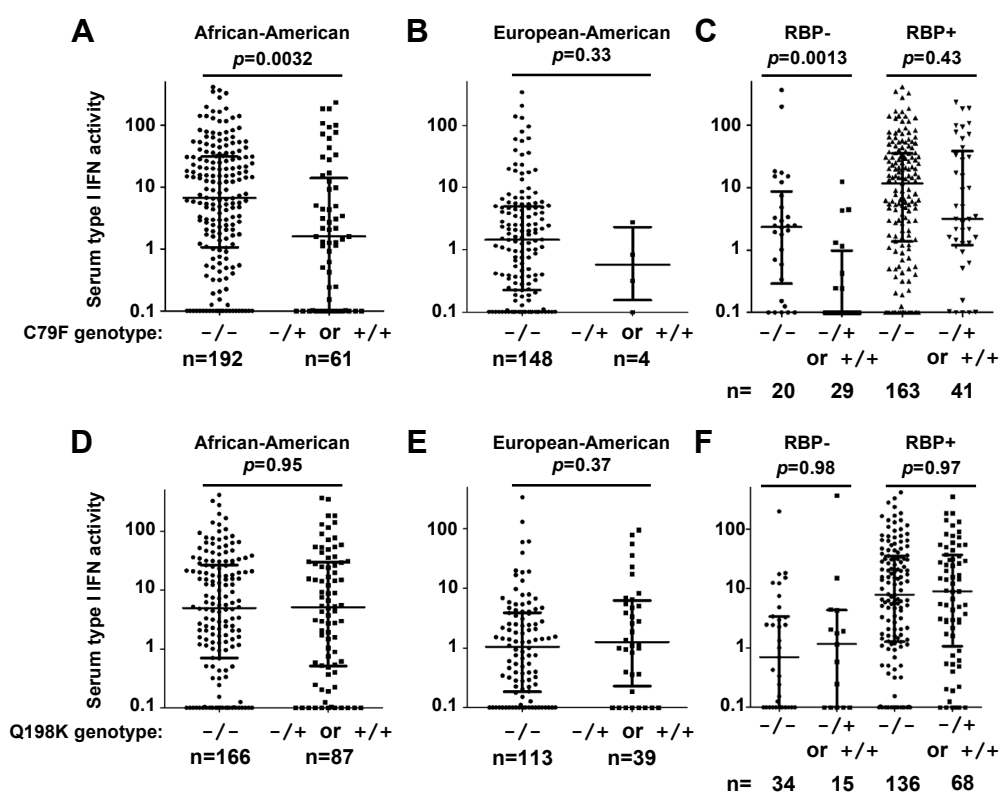 A
African-American
p=0.0032
Serum type I IFN activity
100
10
1
0.1
C79F genotype:
−/−
−/+ or +/+
n=192
n=61
B
European-American
p=0.33
100
10
1
0.1
−/−
−/+ or +/+
n=148
n=4
C
RBP-
RBP+
p=0.0013
p=0.43
100
10
1
0.1
−/−
−/+
−/−
−/+
or +/+
or +/+
n= 20 29 163 41
D
African-American
p=0.95
Serum type I IFN activity
100
10
1
0.1
Q198K genotype:
−/−
−/+ or +/+
n=166
n=87
E
European-American
p=0.37
100
10
1
0.1
−/−
−/+ or +/+
n=113
n=39
F
RBP-
RBP+
p=0.98
p=0.97
100
10
1
0.1
−/−
−/+
−/−
−/+
or +/+
or +/+
n= 34 15 136 68